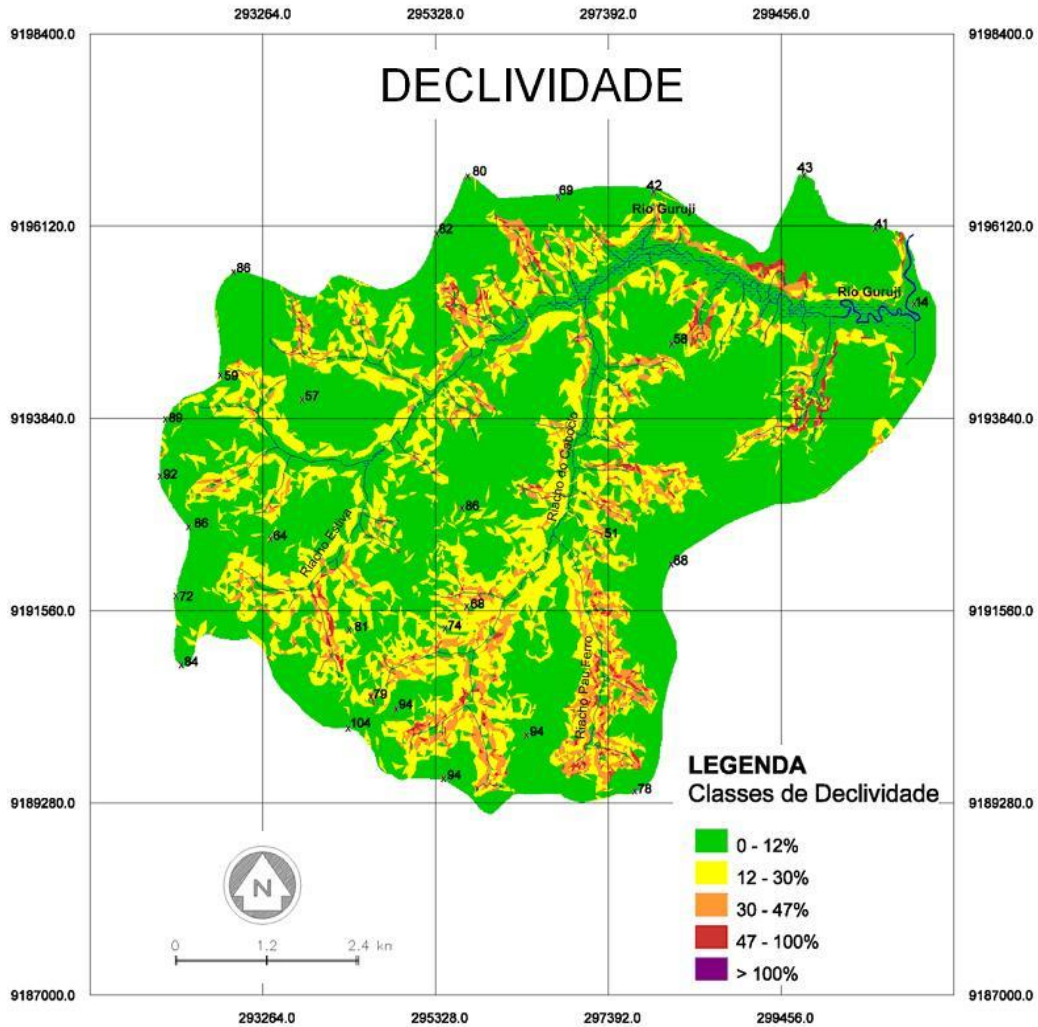 293264.0 295328.0 297392.0 299456.0
9198400.0 9198400.0
DECLIVIDADE
80
43
69
42
Rio Guruji
9196120.0 62 41 9196120.0
86
Rio Guruji
14
58
59
57
9193840.0 89 9193840.0
Riacho do Caboclo
92
86
86
51
64
Riacho Estiva
88
72
9191560.0 68 9191560.0
74
81
84
Riacho Pau Ferro
79
94
104
94
94
78
LEGENDA
Classes de Declividade
9189280.0 9189280.0
0 - 12%
12 - 30%
30 - 47%
47 - 100%
> 100%
N
0 1.2 2.4 km
9187000.0 9187000.0
293264.0 295328.0 297392.0 299456.0